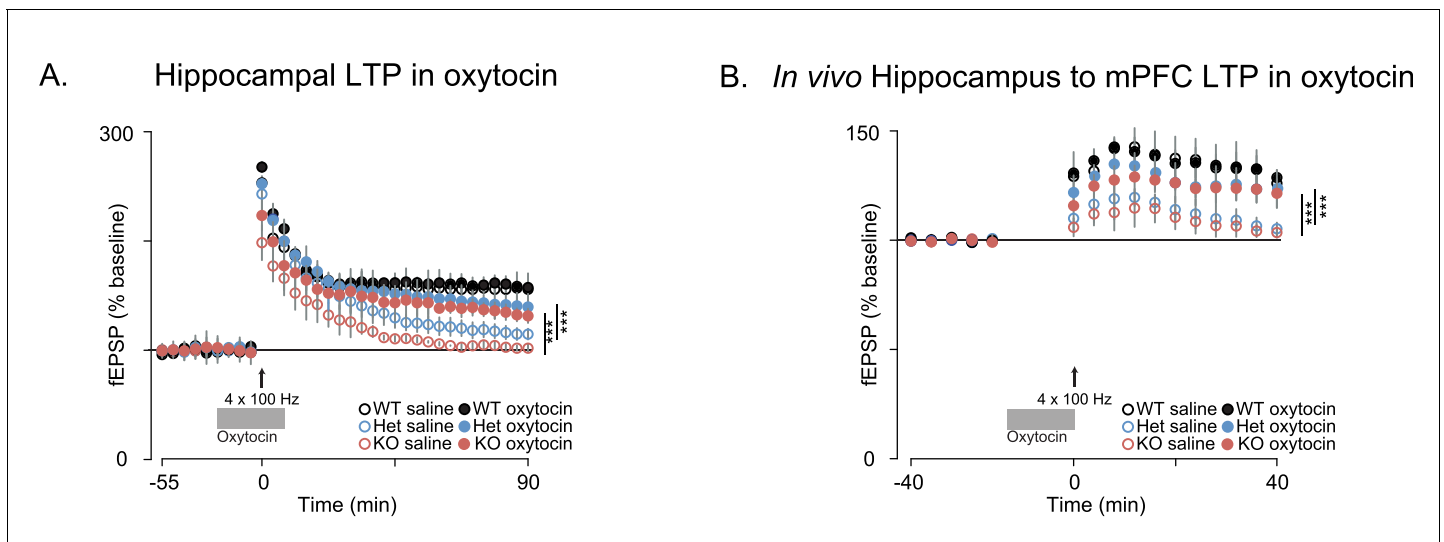 A. Hippocampal LTP in oxytocin
300
fEPSP (% baseline)
***
***
4 x 100 Hz
Oxytocin
WT saline WT oxytocin
Het saline Het oxytocin
KO saline KO oxytocin
0
-55 0 90
Time (min)
B. In vivo Hippocampus to mPFC LTP in oxytocin
150
fEPSP (% baseline)
***
***
4 x 100 Hz
Oxytocin
WT saline WT oxytocin
Het saline Het oxytocin
KO saline KO oxytocin
0
-40 0 40
Time (min)